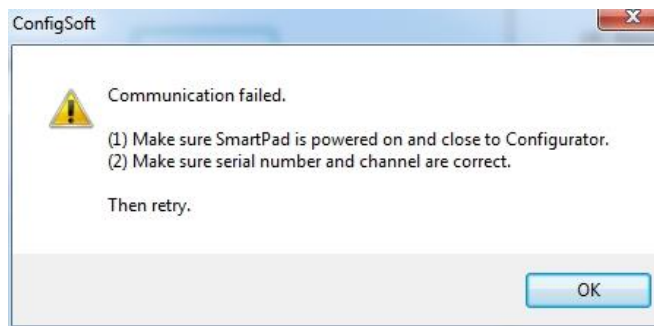 ConfigSoft
Communication failed.
(1) Make sure SmartPad is powered on and close to Configurator.
(2) Make sure serial number and channel are correct.
Then retry.
OK